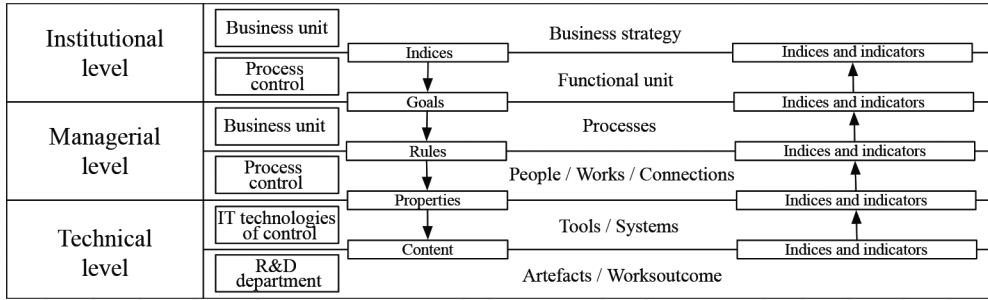 Institutional
level
Business unit
Business strategy
Indices
Indices and indicators
Process
control
Functional unit
Goals
Indices and indicators
Managerial
level
Business unit
Processes
Rules
Indices and indicators
Process
control
People / Works / Connections
Properties
Indices and indicators
Technical
level
IT technologies
of control
Tools / Systems
Content
Indices and indicators
R&D
department
Artefacts / Worksoutcome